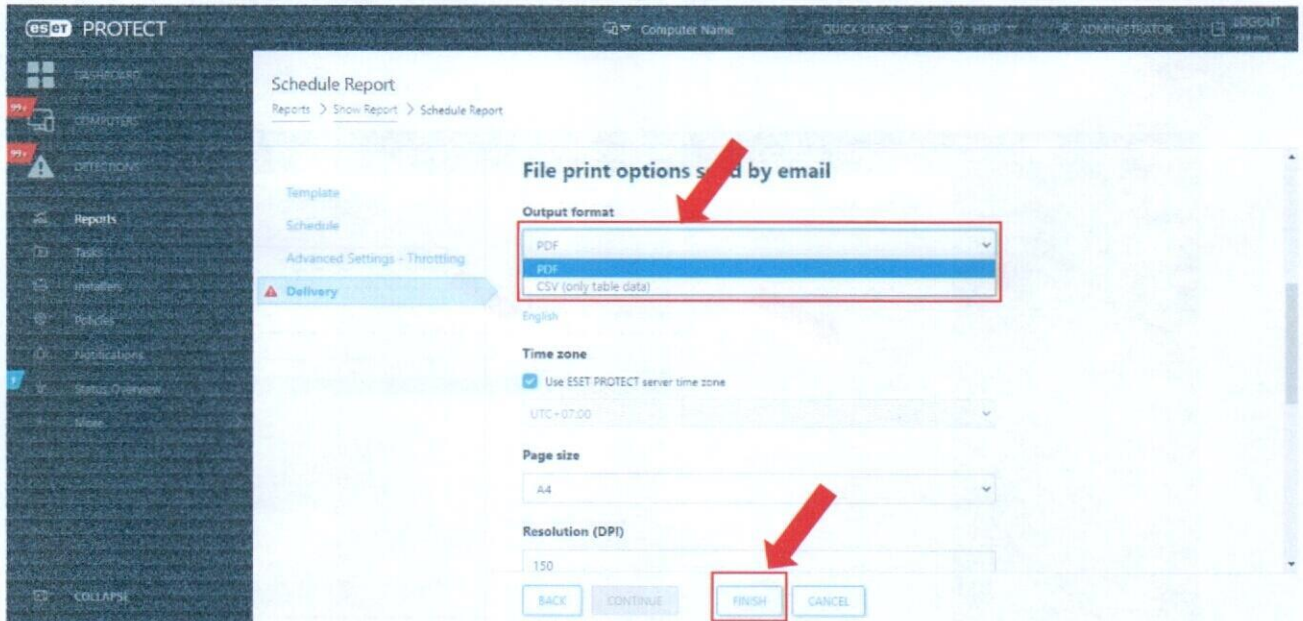 eset PROTECT
Computer Name
QUICK LINKS
HELP
ADMINISTRATOR
LOGOUT
DASHBOARD
99+
COMPUTERS
99+
DETECTIONS
Reports
Tasks
Installers
Policies
Notifications
Status Overview
More
COLLAPSE
Schedule Report
Reports > Show Report > Schedule Report
Template
Schedule
Advanced Settings - Throttling
Delivery
File print options by email
Output format
PDF
PDF
CSV (only table data)
English
Time zone
Use ESET PROTECT server time zone
UTC+07:00
Page size
A4
Resolution (DPI)
150
BACK
CONTINUE
FINISH
CANCEL